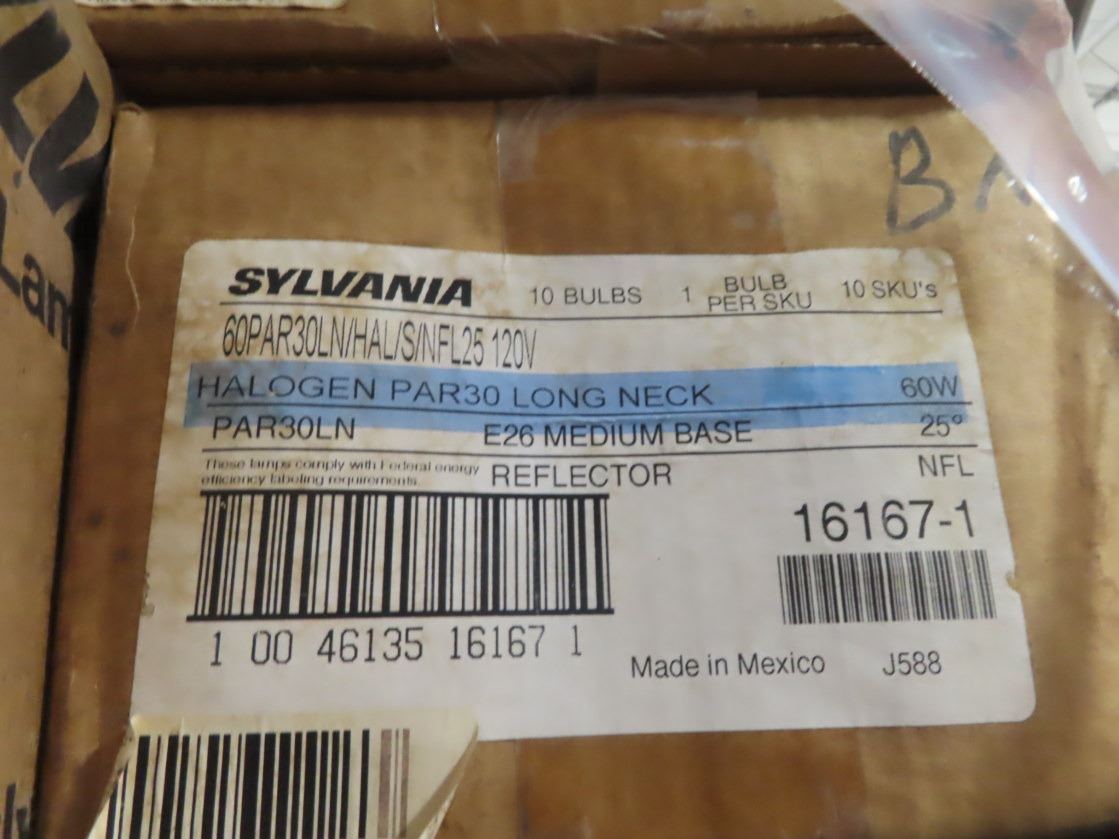 B
Lam
SYLVANIA 10 BULBS 1 BULB PER SKU 10 SKU's
60PAR30LN/HAL/S/NFL25 120V
HALOGEN PAR30 LONG NECK 60W
PAR30LN E26 MEDIUM BASE 25°
These lamps comply with Federal energy
efficiency labeling requirements.
REFLECTOR NFL
16167-1
1 00 46135 16167 1
Made in Mexico J588